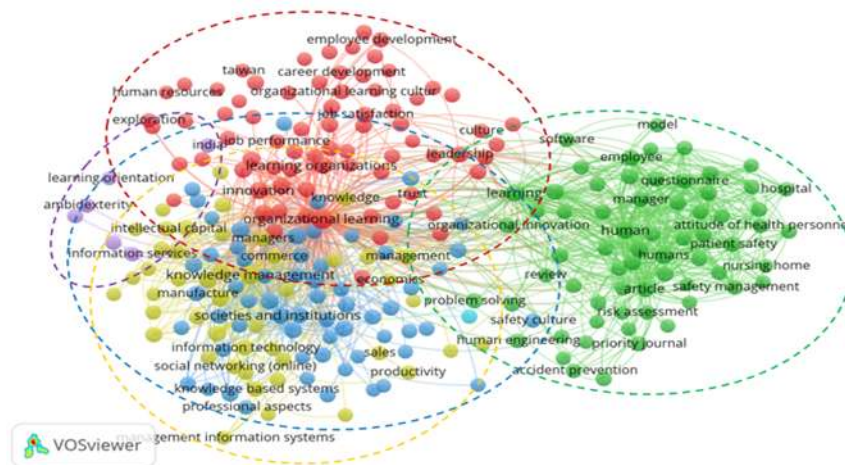 employee development
taiwan
career development
human resources
organizational learning cultur
exploration
job satisfaction
culture
model
software
india
job performance
leadership
employee
learning organizations
learning orientation
questionnaire
hospital
innovation
knowledge
trust
learning
manager
ambidexterity
organizational learning
intellectual capital
organizational innovation
human
attitude of health personne
managers
patient safety
information services
commerce
management
humans
nursing home
knowledge management
economics
review
manufacture
article
safety management
problem solving
risk assessment
societies and institutions
safety culture
information technology
sales
human engineering
priority journal
social networking (online)
productivity
accident prevention
knowledge based systems
professional aspects
management information systems
VOSviewer